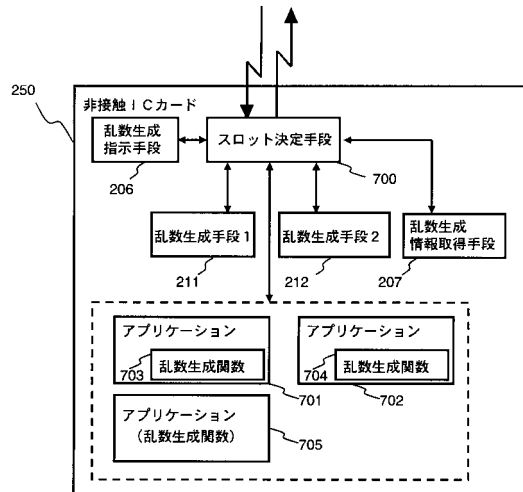 250
非接触ICカード
乱数生成
指示手段
206
スロット決定手段
700
乱数生成手段1
211
乱数生成手段2
212
乱数生成
情報取得手段
207
アプリケーション
703
乱数生成関数
701
アプリケーション
704
乱数生成関数
702
アプリケーション
(乱数生成関数)
705